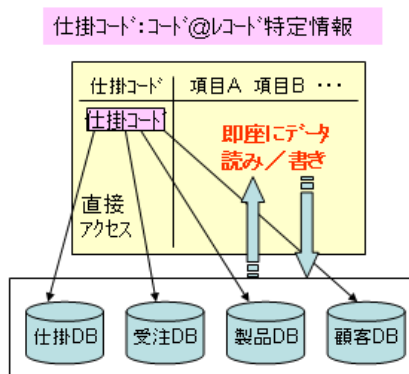 仕掛ｺｰﾄﾞ:ｺｰﾄﾞ@ﾚｺｰﾄﾞ特定情報
仕掛ｺｰﾄﾞ 項目A 項目B ･･･
仕掛ｺｰﾄﾞ
即座にﾃﾞｰﾀ
読み／書き
直接
アクセス
仕掛DB 受注DB 製品DB 顧客DB